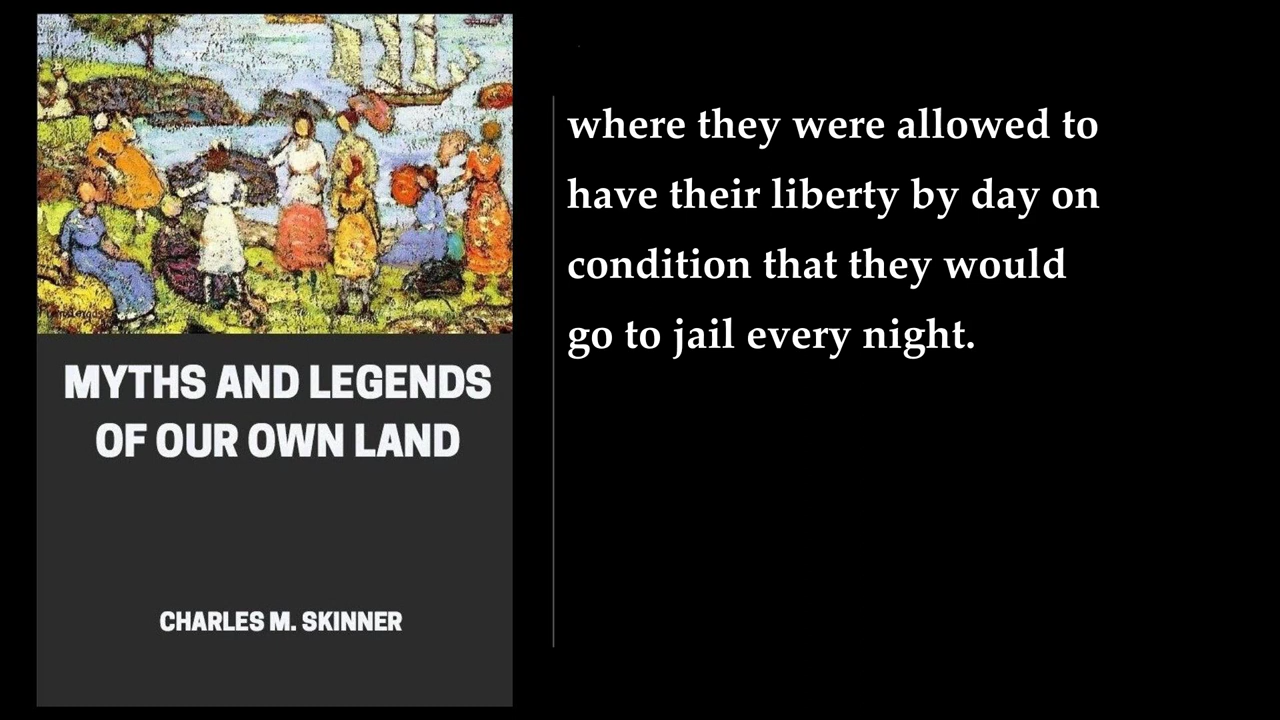 MYTHS AND LEGENDS
OF OUR OWN LAND
CHARLES M. SKINNER
where they were allowed to
have their liberty by day on
condition that they would
go to jail every night.